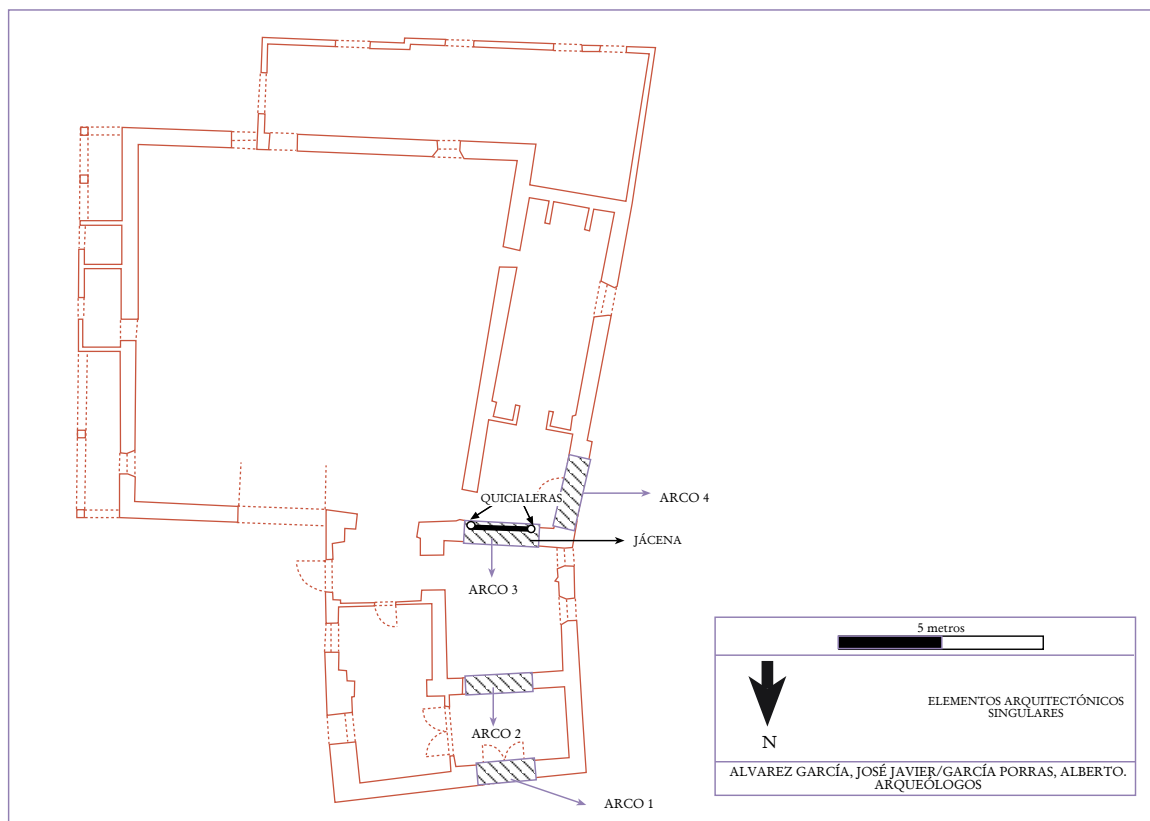 QUICIALERAS
ARCO 4
JÁCENA
ARCO 3
ARCO 2
ARCO 1
5 metros
N
ELEMENTOS ARQUITECTÓNICOS
SINGULARES
ALVAREZ GARCÍA, JOSÉ JAVIER/GARCÍA PORRAS, ALBERTO.
ARQUEÓLOGOS